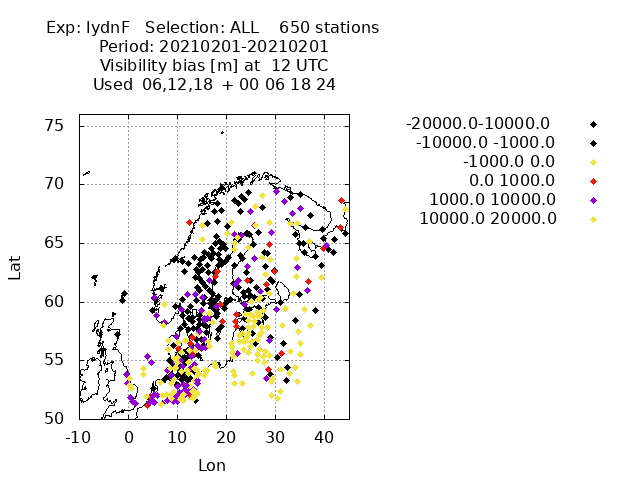 Exp: IydnF   Selection: ALL    650 stations
Period: 20210201-20210201
Visibility bias [m] at  12 UTC
Used  06,12,18  + 00 06 18 24
-20000.0-10000.0
-10000.0 -1000.0
-1000.0 0.0
0.0 1000.0
1000.0 10000.0
10000.0 20000.0
75
70
65
60
55
50
Lat
-10 0 10 20 30 40
Lon